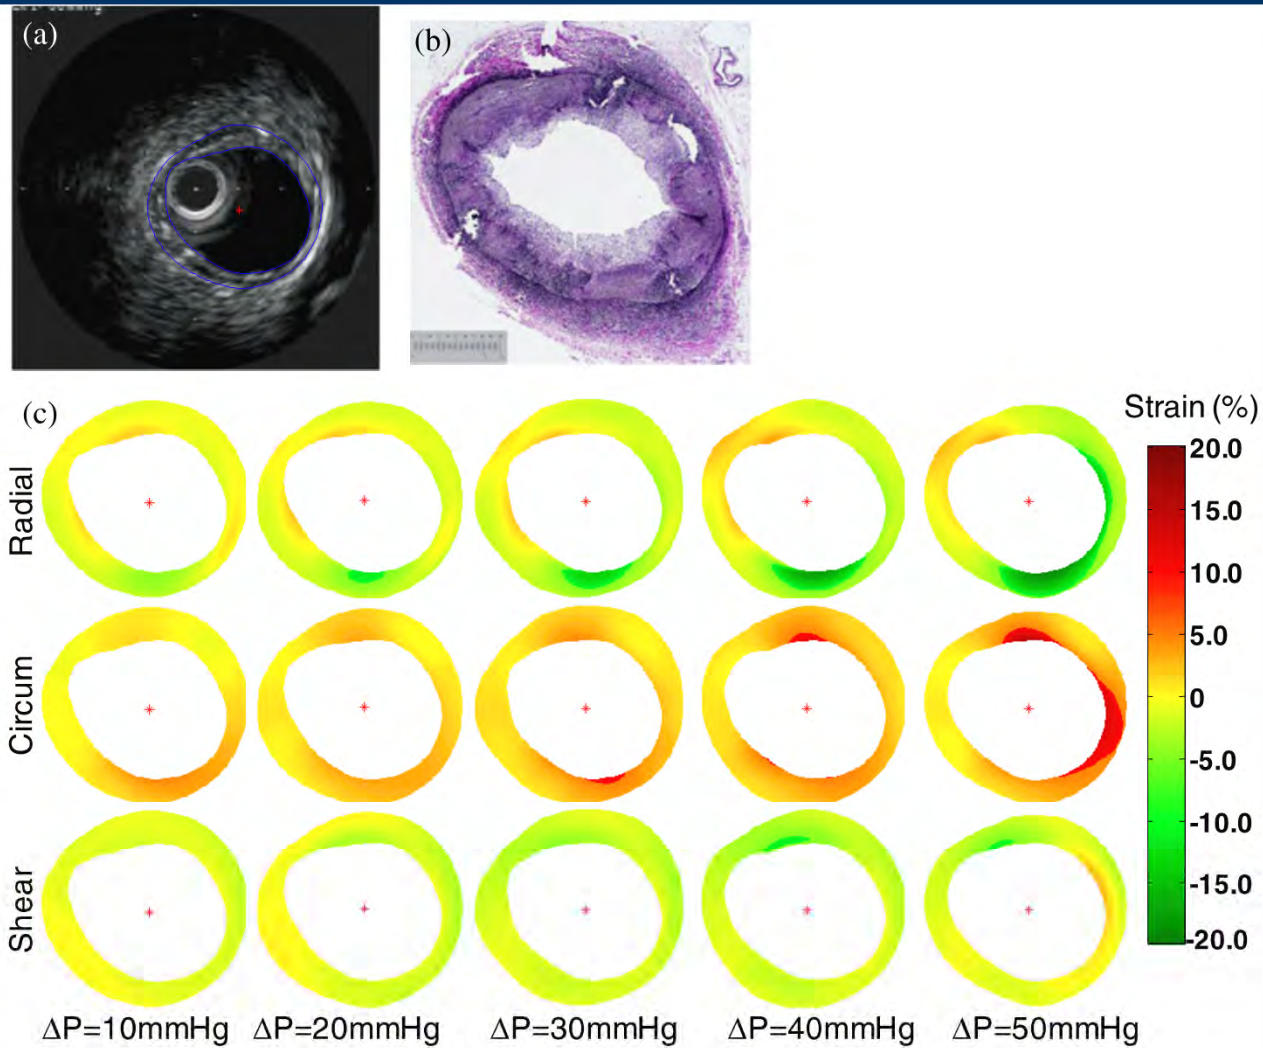 (a)
(b)
(c)
Strain (%)
Radial
Circum
Shear
20.0
15.0
10.0
5.0
0
-5.0
-10.0
-15.0
-20.0
ΔP=10mmHg ΔP=20mmHg ΔP=30mmHg ΔP=40mmHg ΔP=50mmHg